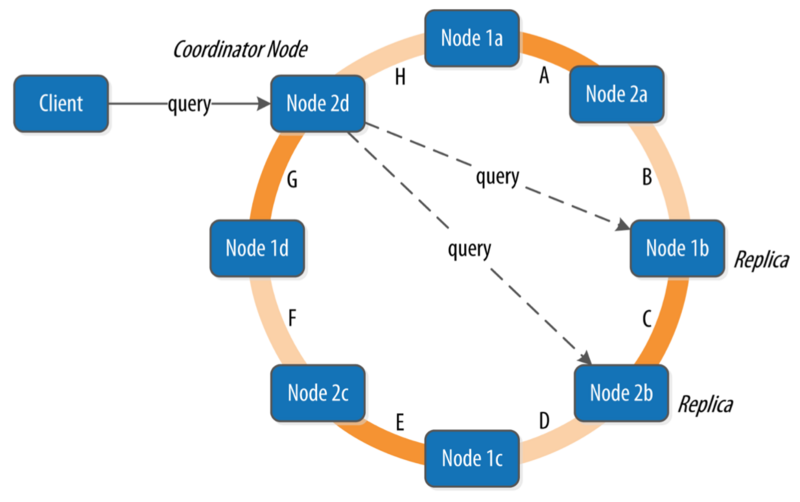 Coordinator Node
Node 1a
Client
query
Node 2d
H
A
Node 2a
G
query
B
Node 1d
query
Node 1b
Replica
F
C
Node 2c
Node 2b
Replica
E
D
Node 1c